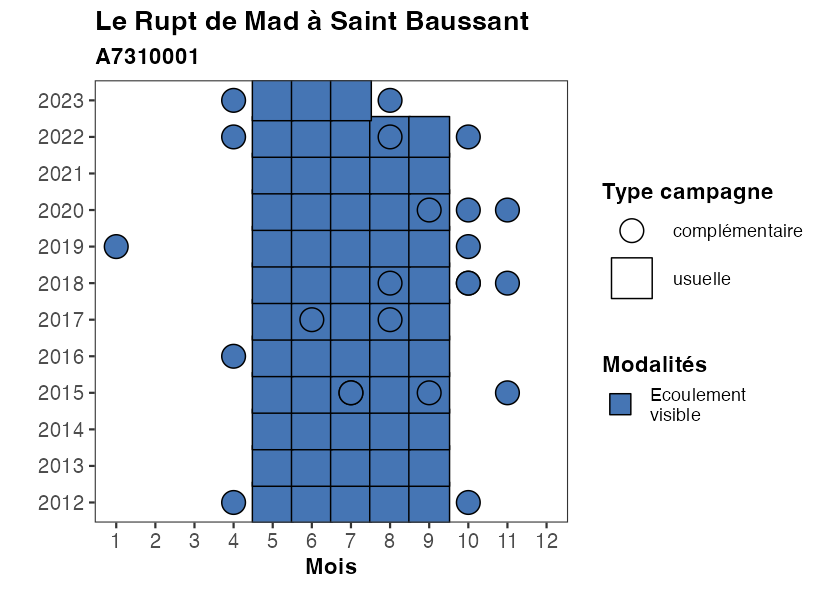 Le Rupt de Mad à Saint Baussant
A7310001
2023
2022
2021
2020
2019
2018
2017
2016
2015
2014
2013
2012
1 2 3 4 5 6 7 8 9 10 11 12
Mois
Type campagne
complémentaire
usuelle
Modalités
Ecoulement
visible